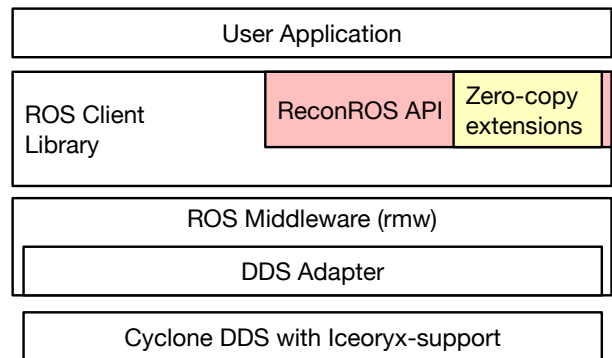 User Application
ROS Client
Library
ReconROS API
Zero-copy
extensions
ROS Middleware (rmw)
DDS Adapter
Cyclone DDS with Iceoryx-support